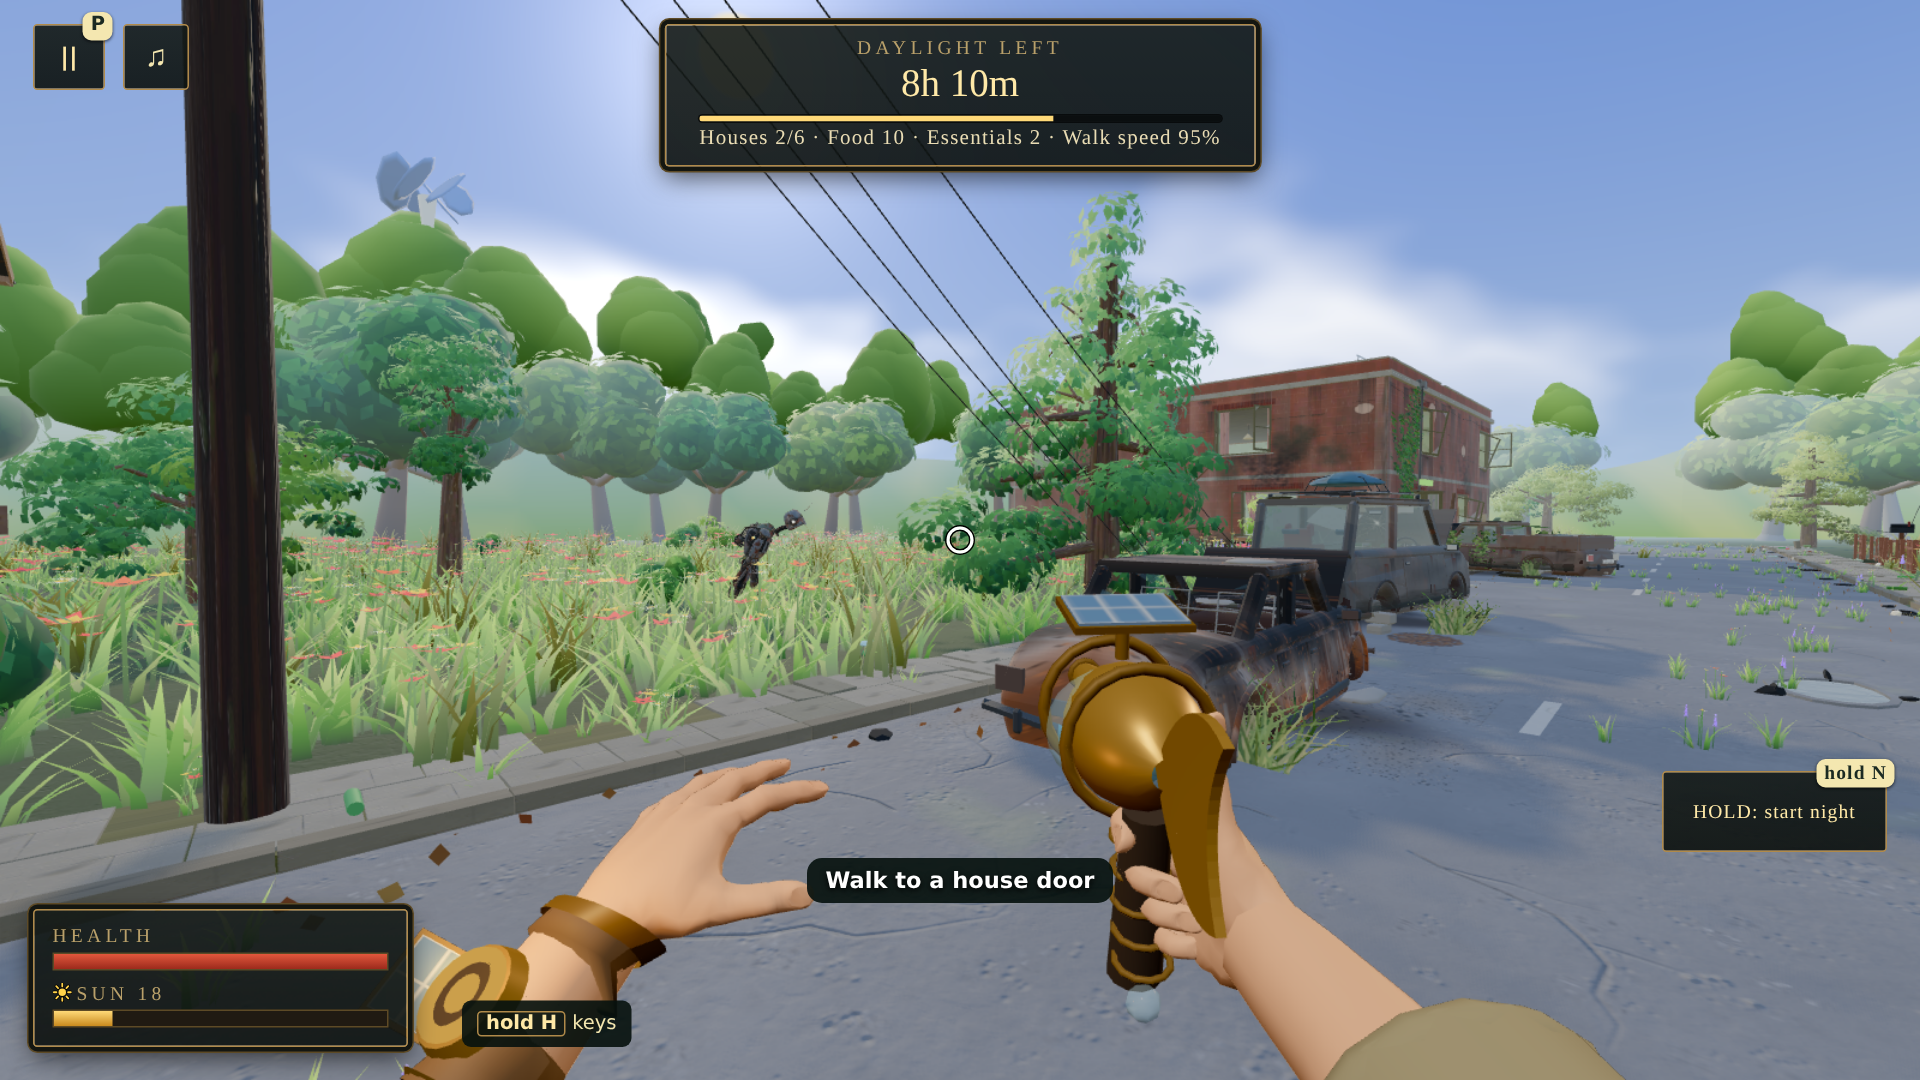 P
DAYLIGHT LEFT
8h 10m
Houses 2/6 · Food 10 · Essentials 2 · Walk speed 95%
hold N
HOLD: start night
Walk to a house door
HEALTH
SUN 18
hold H keys